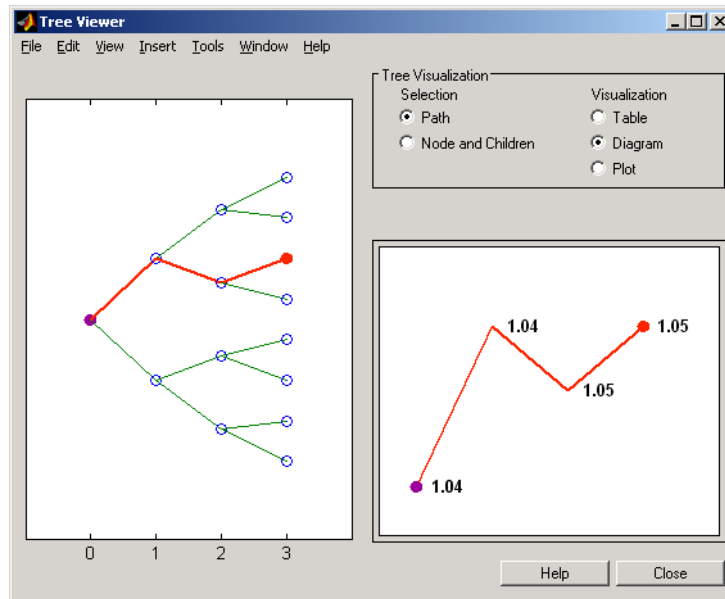 Tree Viewer
File Edit View Insert Tools Window Help
Tree Visualization
Selection Visualization
Path Table
Node and Children Diagram
Plot
1.04 1.05
1.05
1.04
0 1 2 3
Help Close